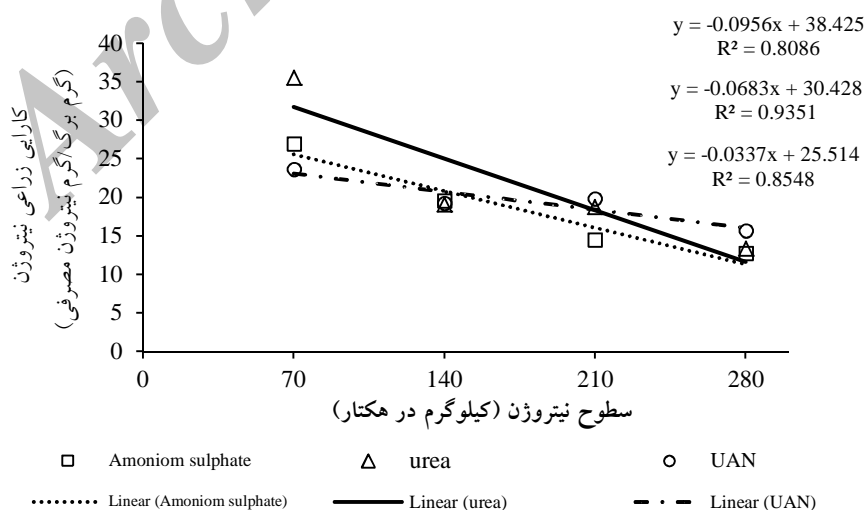 y = -0.0956x + 38.425
R² = 0.8086
y = -0.0683x + 30.428
R² = 0.9351
y = -0.0337x + 25.514
R² = 0.8548
کارایی زراعی نیتروژن
(گرم برگ/گرم نیتروژن مصرفی)
40
35
30
25
20
15
10
5
0
0 70 140 210 280
سطوح نیتروژن (کیلوگرم در هکتار)
Amoniom sulphate urea UAN
Linear (Amoniom sulphate) Linear (urea) Linear (UAN)